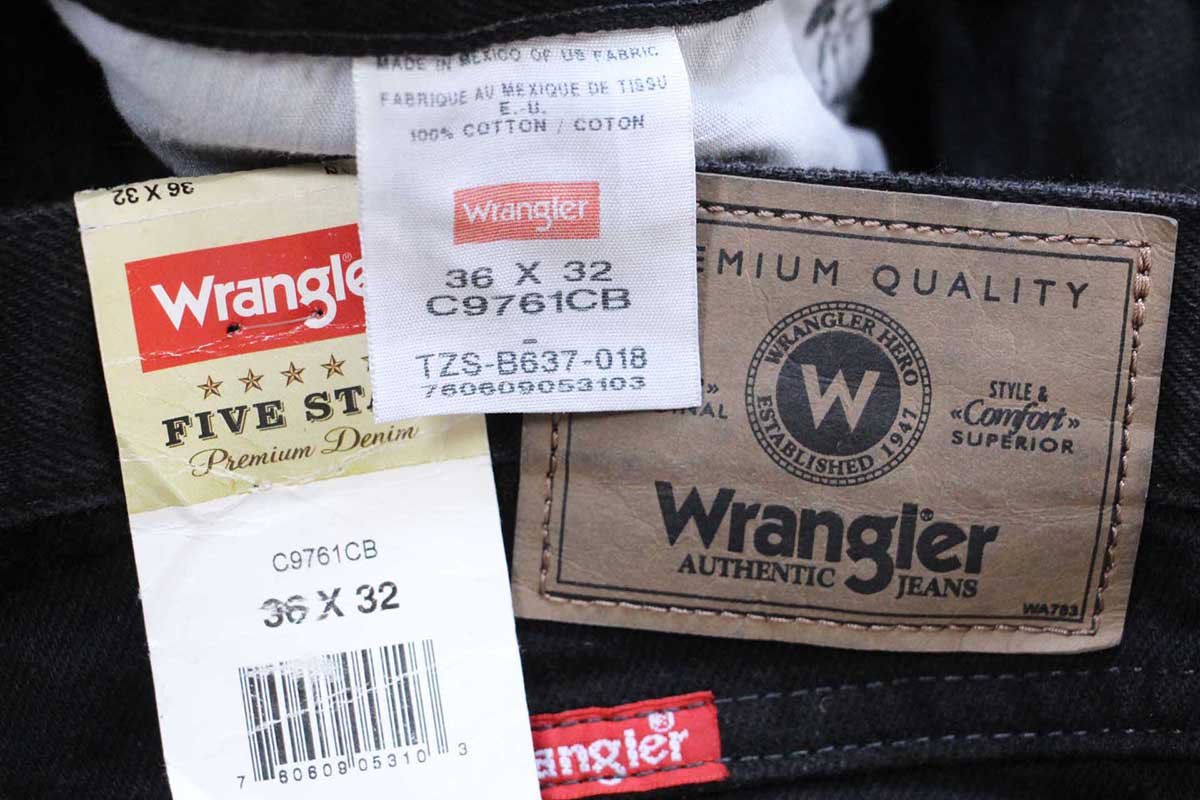 MADE IN MEXICO OF US FABRIC
FABRIQUE AU MEXIQUE DE TISSU
E.-U.
100% COTTON / COTON
Wrangler
36 X 32
C9761CB
-
TZS-B637-018
760609053103
36 X 32
Wrangle
FIVE STA
Premium Denim
C9761CB
36 X 32
7 60609 05310 3
EMIUM QUALITY
WRANGLER HERO
W
ESTABLISHED 1947
NAL
STYLE &
«Comfort»
SUPERIOR
Wrangler®
AUTHENTIC JEANS
WA783
angler®